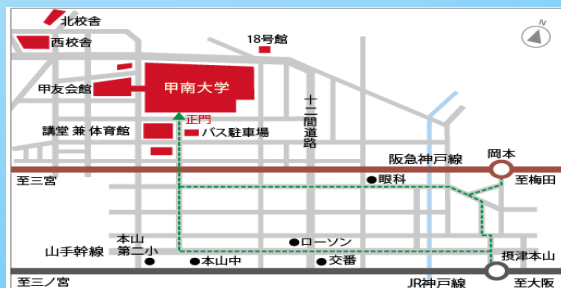 北校舎
西校舎
18号館
N
甲友会館
甲南大学
正門
講堂 兼 体育館
バス駐車場
十二間道路
阪急神戸線
岡本
至三宮
眼科
至梅田
本山
第二小
山手幹線
ローソン
本山中
交番
摂津本山
至三ノ宮
JR神戸線
至大阪